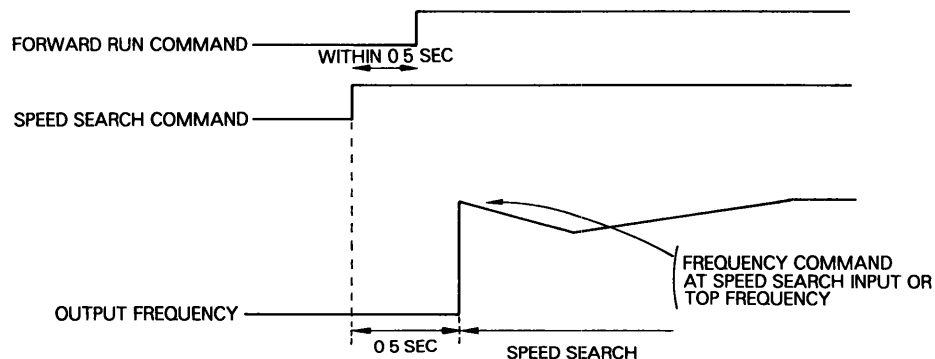 FORWARD RUN COMMAND
WITHIN 0 5 SEC
SPEED SEARCH COMMAND
FREQUENCY COMMAND
AT SPEED SEARCH INPUT OR
TOP FREQUENCY
OUTPUT FREQUENCY
0 5 SEC
SPEED SEARCH